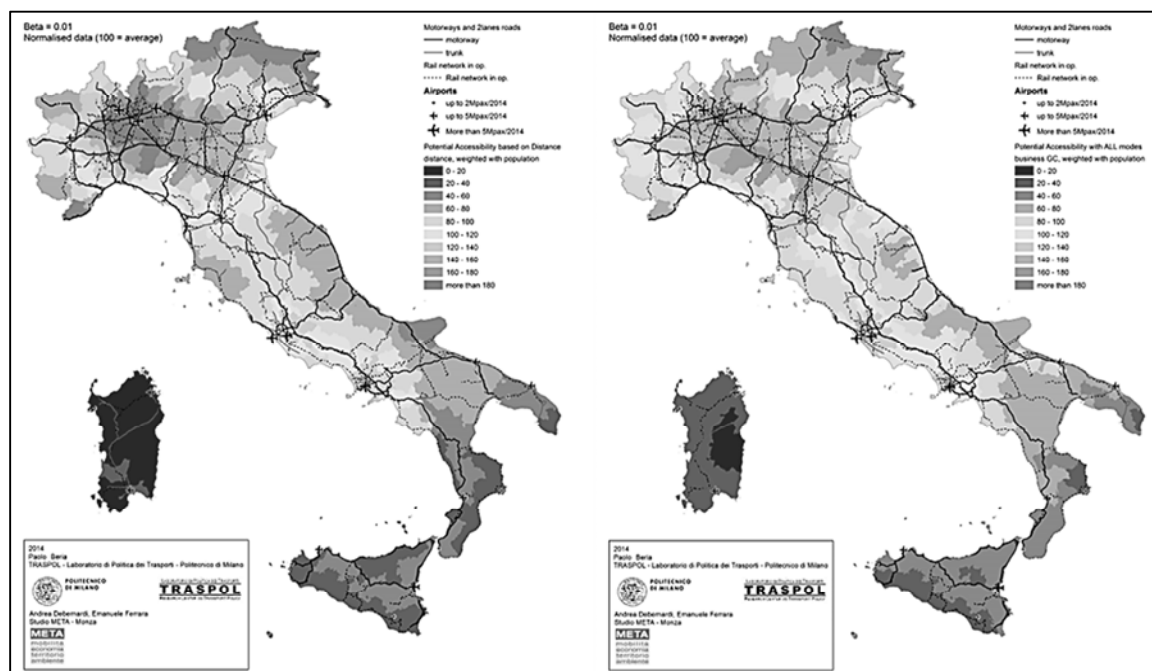 Beta = 0.01
Normalised data (100 = average)
Motorways and 2lanes roads
motorway
trunk
Rail network in op.
Rail network in op.
Airports
up to 2Mpax/2014
up to 5Mpax/2014
More than 5Mpax/2014
Potential Accessibility based on Distance
distance, weighted with population
0 - 20
20 - 40
40 - 60
60 - 80
80 - 100
100 - 120
120 - 140
140 - 160
160 - 180
more than 180
2014
Paolo Beria
TRASPOL - Laboratorio di Politica dei Trasporti - Politecnico di Milano
POLITECNICO
DI MILANO
TRASPOL
Andrea Debernardi, Emanuele Ferrara
Studio META - Monza
META
mobilità
economia
territorio
ambiente
Beta = 0.01
Normalised data (100 = average)
Motorways and 2lanes roads
motorway
trunk
Rail network in op.
Rail network in op.
Airports
up to 2Mpax/2014
up to 5Mpax/2014
More than 5Mpax/2014
Potential Accessibility with ALL modes
business GC, weighted with population
0 - 20
20 - 40
40 - 60
60 - 80
80 - 100
100 - 120
120 - 140
140 - 160
160 - 180
more than 180
2014
Paolo Beria
TRASPOL - Laboratorio di Politica dei Trasporti - Politecnico di Milano
POLITECNICO
DI MILANO
TRASPOL
Andrea Debernardi, Emanuele Ferrara
Studio META - Monza
META
mobilità
economia
territorio
ambiente